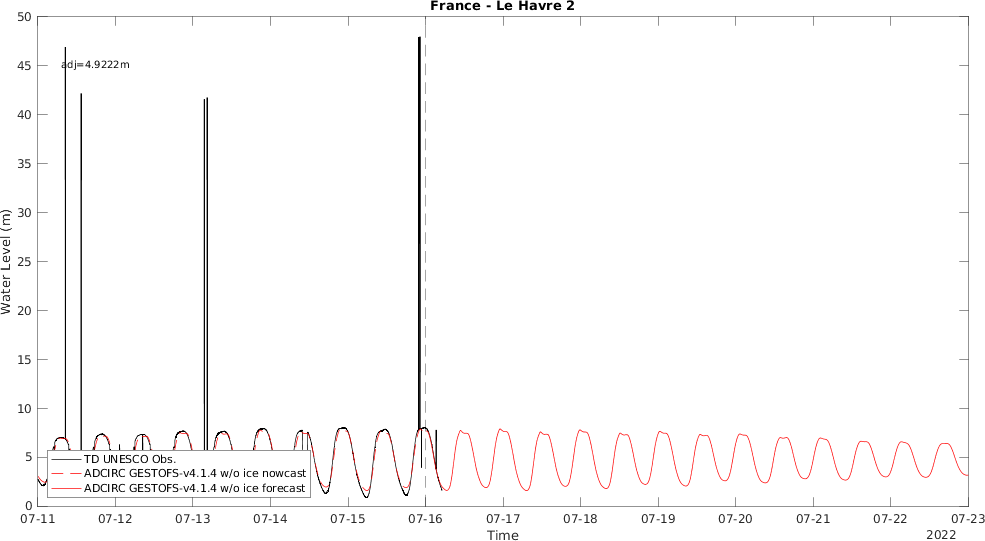 France - Le Havre 2
50
45
40
35
30
25
20
15
10
5
0
Water Level (m)
adj=4.9222m
TD UNESCO Obs.
ADCIRC GESTOFS-v4.1.4 w/o ice nowcast
ADCIRC GESTOFS-v4.1.4 w/o ice forecast
07-11 07-12 07-13 07-14 07-15 07-16 07-17 07-18 07-19 07-20 07-21 07-22 07-23
Time
2022